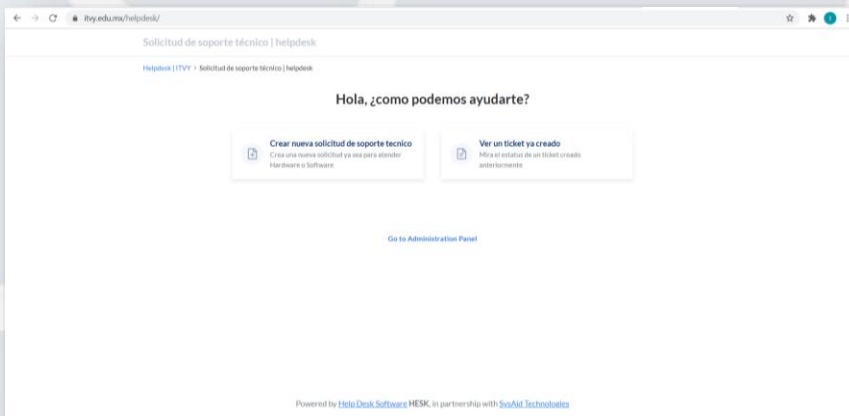 itvy.edu.mx/helpdesk/
Solicitud de soporte técnico | helpdesk
Helpdesk | ITVY > Solicitud de soporte técnico | helpdesk
Hola, ¿como podemos ayudarte?
Crear nueva solicitud de soporte tecnico
Crea una nueva solicitud ya sea para atender
Hardware o Software
Ver un ticket ya creado
Mira el estatus de un ticket creado
anteriormente
Go to Administration Panel
Powered by Help Desk Software HESK, in partnership with SysAid Technologies